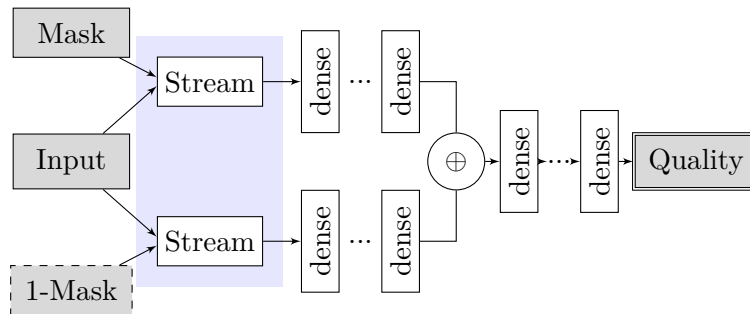 Mask
Stream
dense
...
dense
Input
⊕
dense
...
dense
Quality
Stream
dense
...
dense
1-Mask